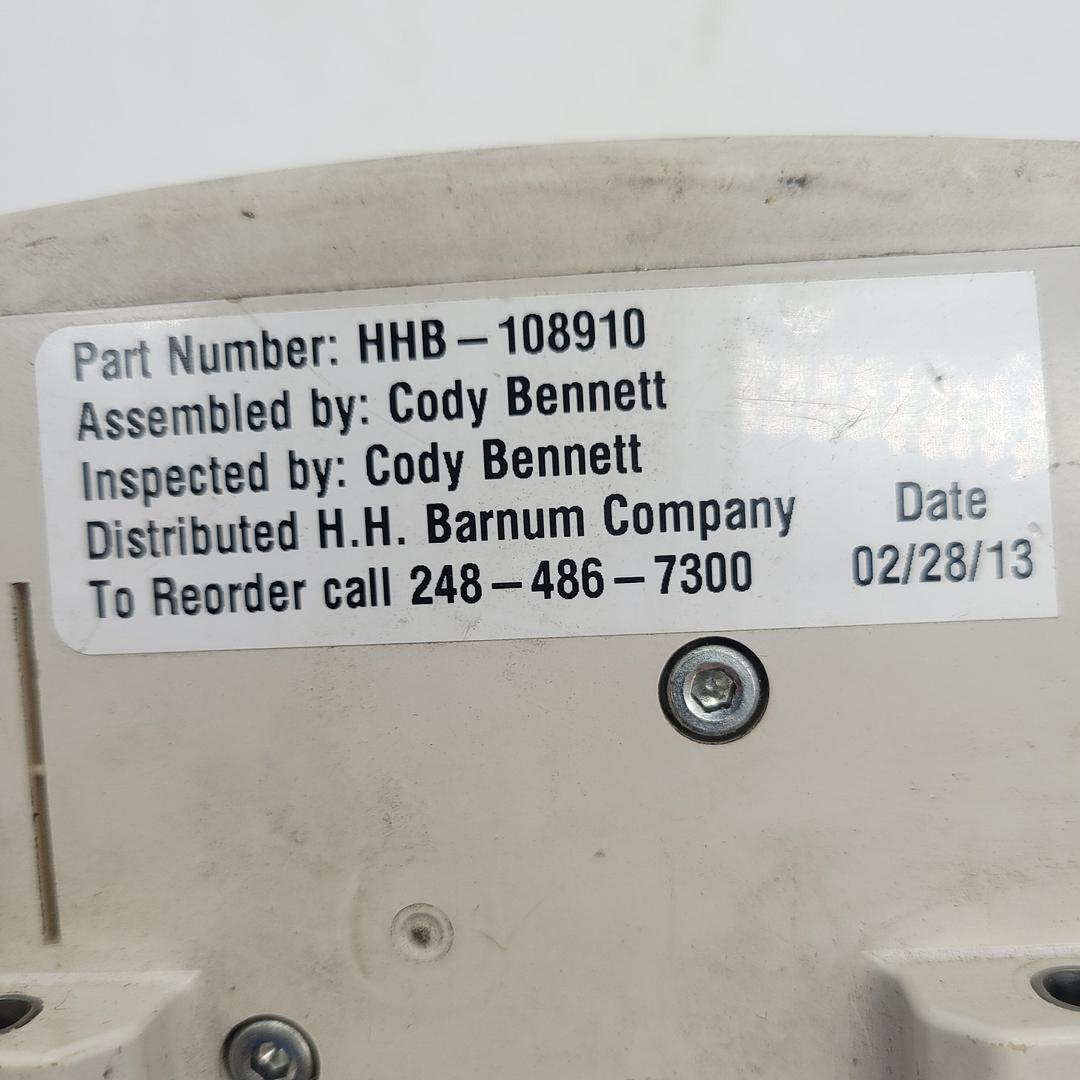 Part Number: HHB-108910
Assembled by: Cody Bennett
Inspected by: Cody Bennett
Distributed H.H. Barnum Company
To Reorder call 248-486-7300
Date
02/28/13